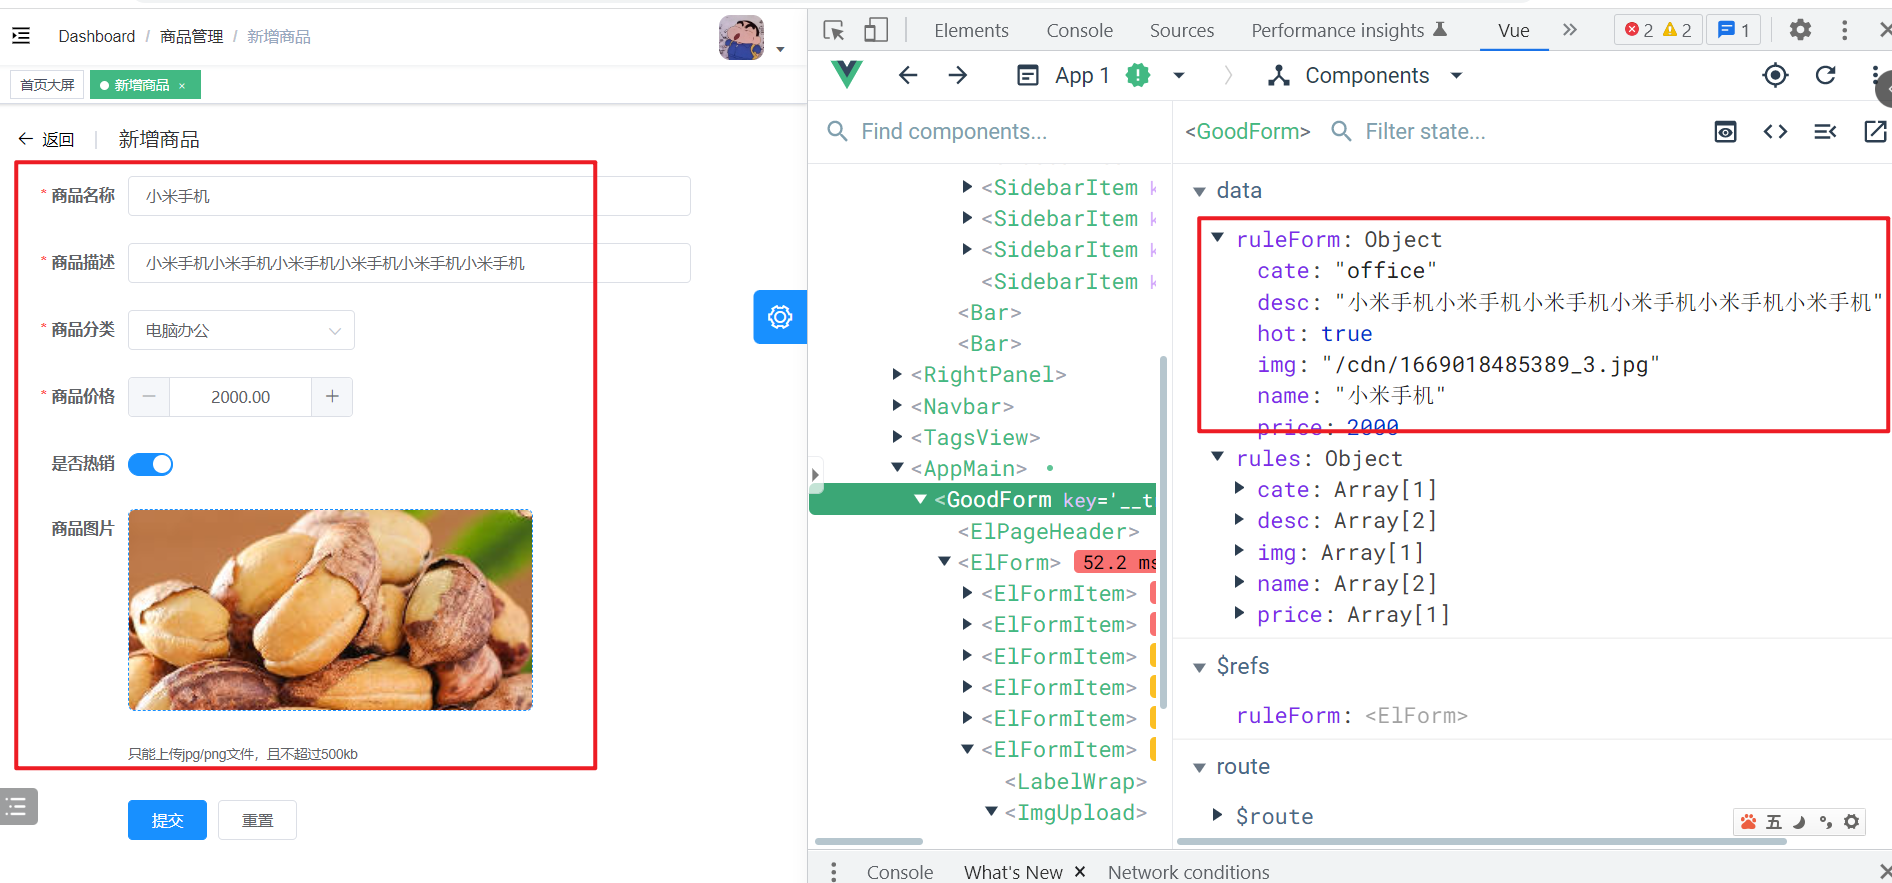 Dashboard / 商品管理 / 新增商品
首页大屏
新增商品 ×
返回
新增商品
* 商品名称
小米手机
* 商品描述
小米手机小米手机小米手机小米手机小米手机小米手机
* 商品分类
电脑办公
* 商品价格
2000.00
是否热销
商品图片
只能上传jpg/png文件，且不超过500kb
提交
重置
Elements
Console
Sources
Performance insights
Vue
2
2
1
App 1
Components
Find components...
<SidebarItem k
<SidebarItem k
<SidebarItem k
<SidebarItem k
<Bar>
<Bar>
<RightPanel>
<Navbar>
<TagsView>
<AppMain>
<GoodForm key='__t
<ElPageHeader>
<ElForm> 52.2 ms
<ElFormItem>
<ElFormItem>
<ElFormItem>
<ElFormItem>
<ElFormItem>
<ElFormItem>
<LabelWrap>
<ImgUpload>
<GoodForm>
Filter state...
data
ruleForm: Object
cate: "office"
desc: "小米手机小米手机小米手机小米手机小米手机小米手机"
hot: true
img: "/cdn/1669018485389_3.jpg"
name: "小米手机"
price: 2000
rules: Object
cate: Array[1]
desc: Array[2]
img: Array[1]
name: Array[2]
price: Array[1]
$refs
ruleForm: <ElForm>
route
$route
五
Console
What's New ×
Network conditions